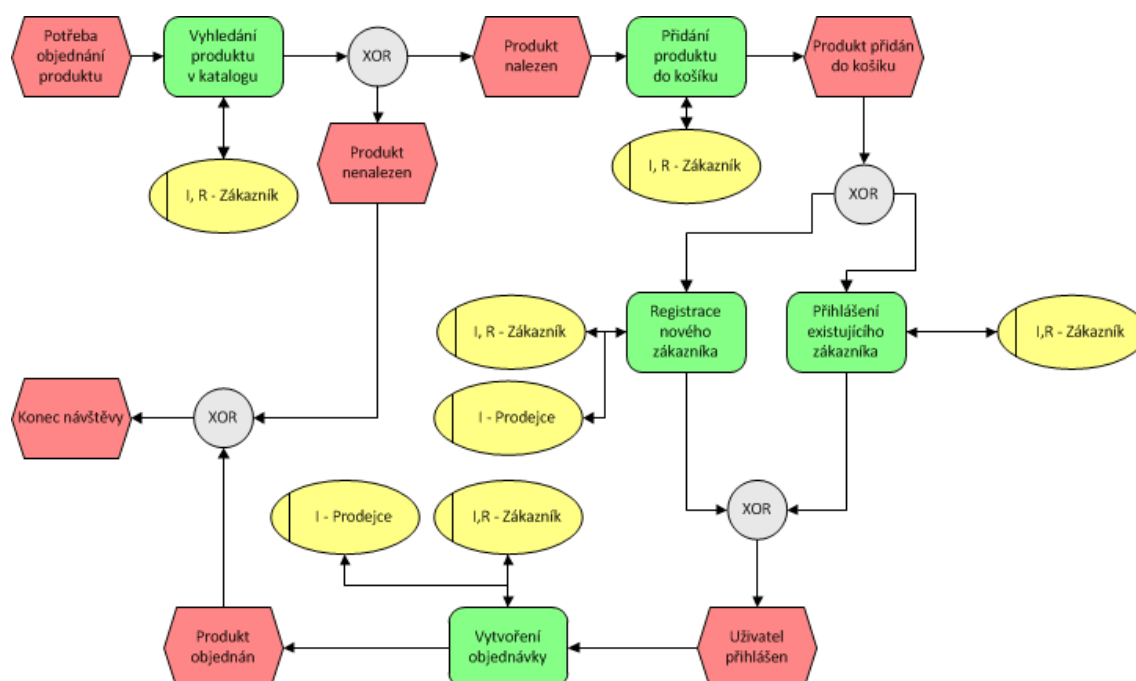 Potřeba
objednání
produktu
Vyhledání
produktu
v katalogu
XOR
Produkt
nalezen
Přidání
produktu
do košíku
Produkt přidán
do košíku
I, R - Zákazník
Produkt
nenalezen
I, R - Zákazník
XOR
I, R - Zákazník
Registrace
nového
zákazníka
Přihlášení
existujícího
zákazníka
I,R - Zákazník
Konec návštěvy
XOR
I - Prodejce
I - Prodejce
I,R - Zákazník
XOR
Produkt
objednán
Vytvoření
objednávky
Uživatel
přihlášen